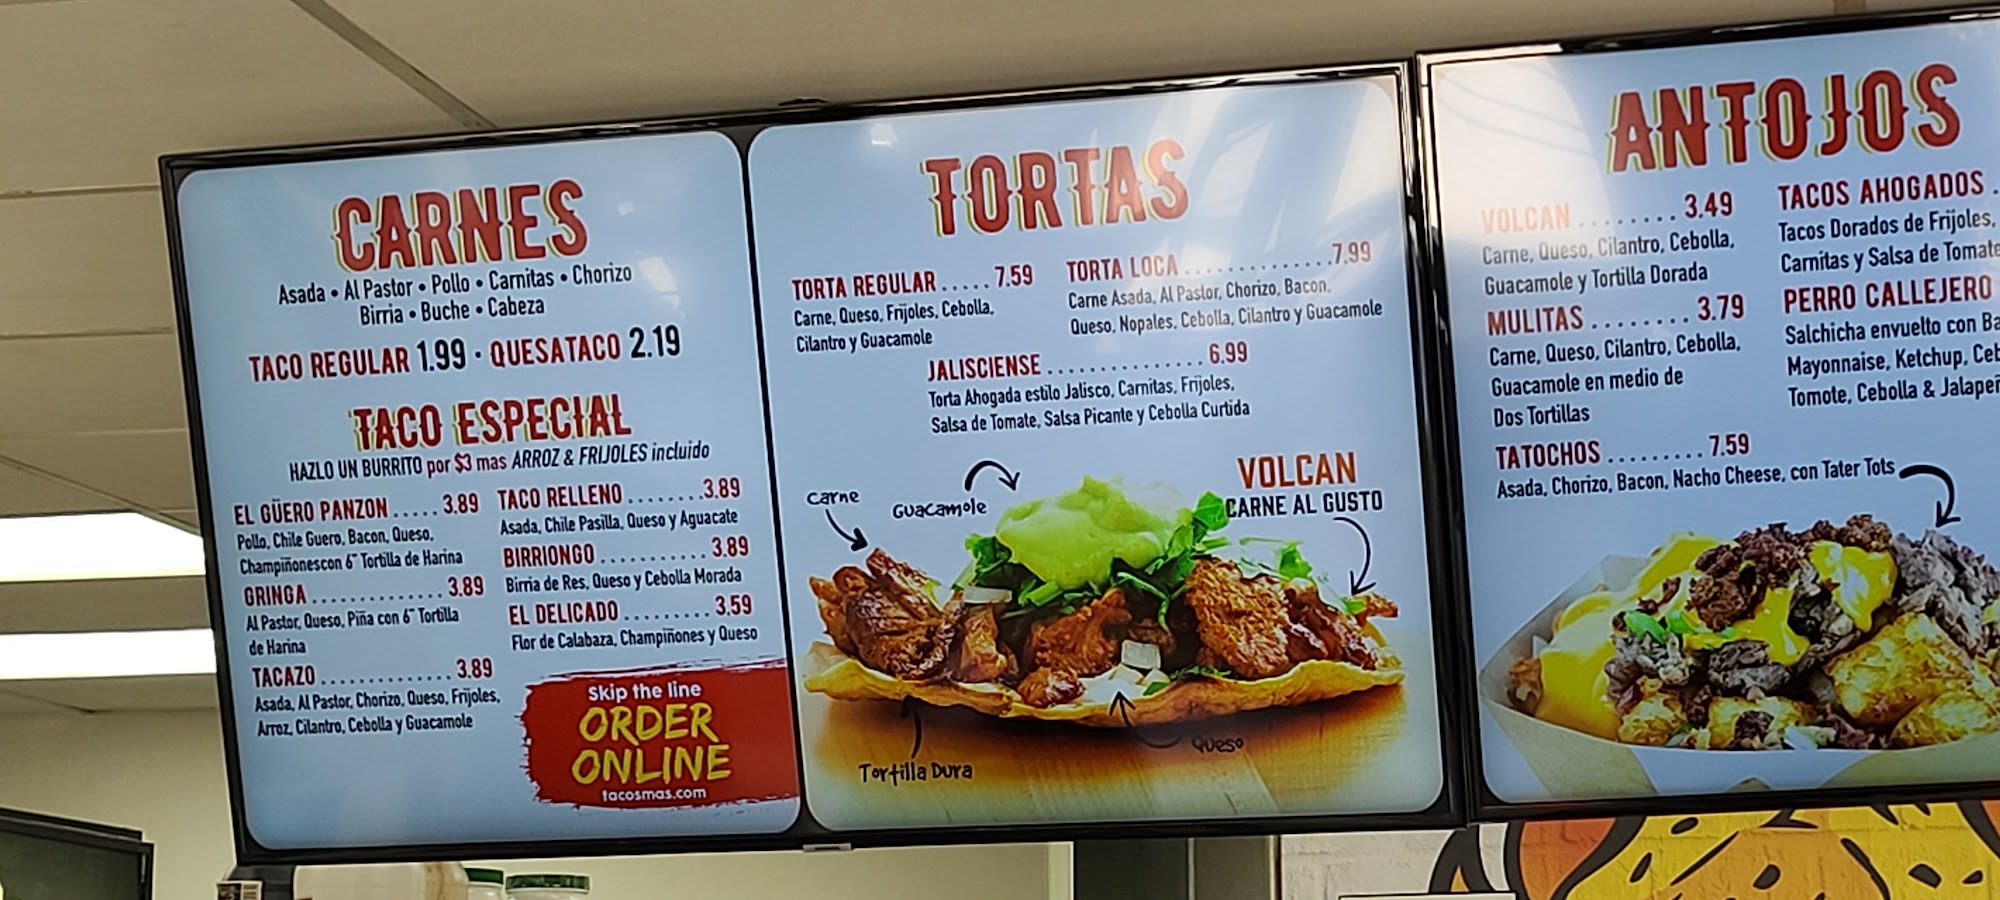 CARNES
Asada • Al Pastor • Pollo • Carnitas • Chorizo
Birria • Buche • Cabeza
TACO REGULAR 1.99 · QUESATACO 2.19
TACO ESPECIAL
HAZLO UN BURRITO por $3 mas ARROZ & FRIJOLES incluido
EL GÜERO PANZON ..... 3.89
Pollo, Chile Guero, Bacon, Queso,
Champiñonescon 6" Tortilla de Harina
GRINGA .............. 3.89
Al Pastor, Queso, Piña con 6" Tortilla
de Harina
TACAZO .............. 3.89
Asada, Al Pastor, Chorizo, Queso, Frijoles,
Arroz, Cilantro, Cebolla y Guacamole
TACO RELLENO ........ 3.89
Asada, Chile Pasilla, Queso y Aguacate
BIRRIONGO ........... 3.89
Birria de Res, Queso y Cebolla Morada
EL DELICADO ......... 3.59
Flor de Calabaza, Champiñones y Queso
Skip the line
ORDER
ONLINE
tacosmas.com
TORTAS
TORTA REGULAR ..... 7.59
Carne, Queso, Frijoles, Cebolla,
Cilantro y Guacamole
TORTA LOCA .............. 7.99
Carne Asada, Al Pastor, Chorizo, Bacon,
Queso, Nopales, Cebolla, Cilantro y Guacamole
JALISCIENSE ............... 6.99
Torta Ahogada estilo Jalisco, Carnitas, Frijoles,
Salsa de Tomate, Salsa Picante y Cebolla Curtida
VOLCAN
CARNE AL GUSTO
Carne
Guacamole
Tortilla Dura
Queso
ANTOJOS
VOLCAN ........ 3.49
Carne, Queso, Cilantro, Cebolla,
Guacamole y Tortilla Dorada
MULITAS ........ 3.79
Carne, Queso, Cilantro, Cebolla,
Guacamole en medio de
Dos Tortillas
TATOCHOS ......... 7.59
Asada, Chorizo, Bacon, Nacho Cheese, con Tater Tots
TACOS AHOGADOS .
Tacos Dorados de Frijoles,
Carnitas y Salsa de Tomate
PERRO CALLEJERO
Salchicha envuelto con Ba
Mayonnaise, Ketchup, Ceb
Tomote, Cebolla & Jalapeñ